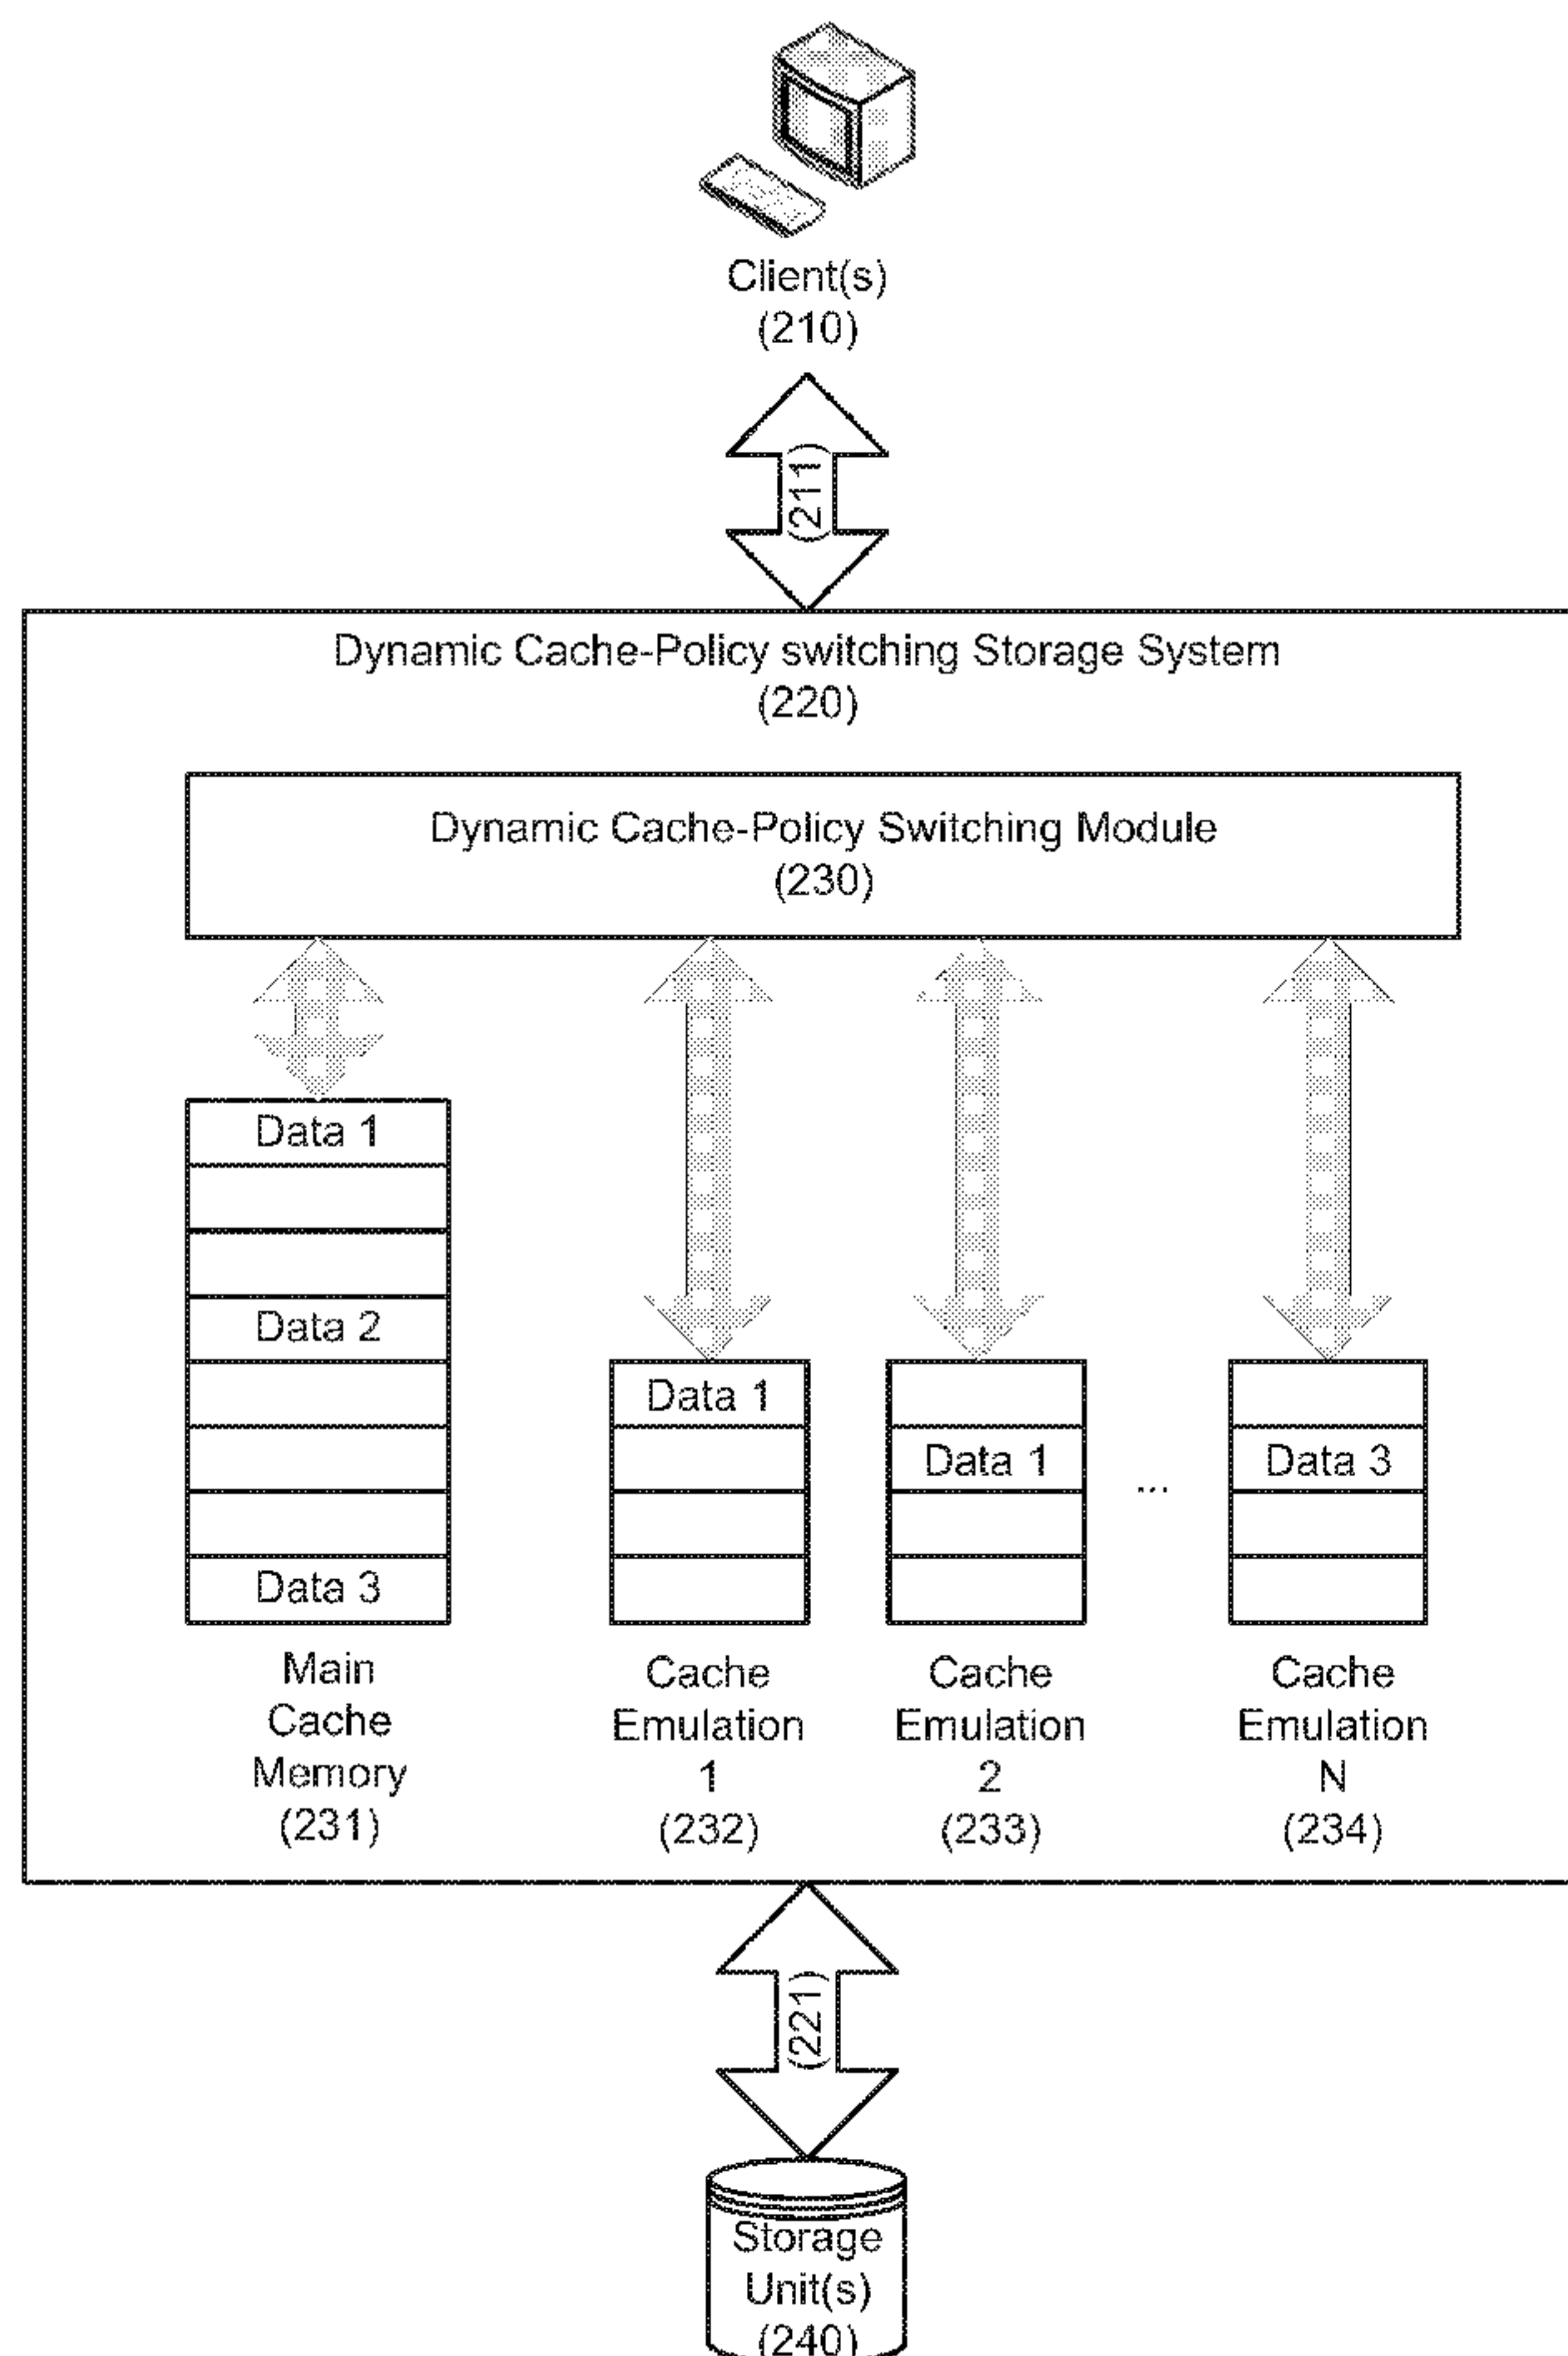 Client(s)
(210)
(211)
Dynamic Cache-Policy switching Storage System
(220)
Dynamic Cache-Policy Switching Module
(230)
Data 1
Data 2
Data 3
Data 1
Data 1
...
Data 3
Main
Cache
Memory
(231)
Cache
Emulation
1
(232)
Cache
Emulation
2
(233)
Cache
Emulation
N
(234)
(221)
Storage
Unit(s)
(240)